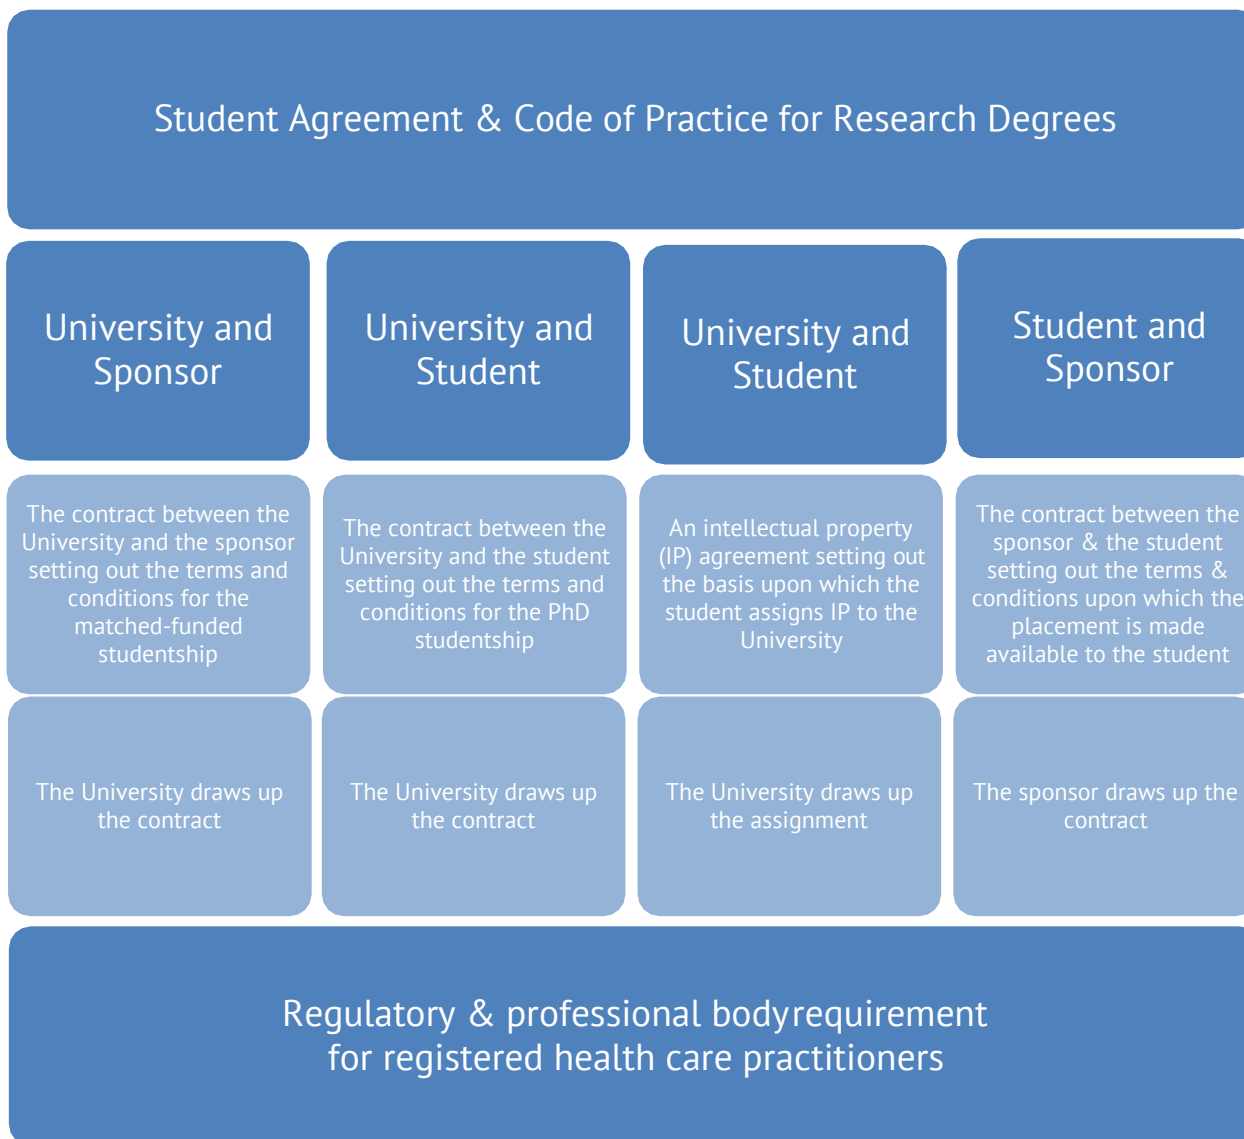 Student Agreement & Code of Practice for Research Degrees
University and
Sponsor
University and
Student
University and
Student
Student and
Sponsor
The contract between the
University and the sponsor
setting out the terms and
conditions for the
matched-funded
studentship
The contract between the
University and the student
setting out the terms and
conditions for the PhD
studentship
An intellectual property
(IP) agreement setting out
the basis upon which the
student assigns IP to the
University
The contract between the
sponsor & the student
setting out the terms &
conditions upon which the
placement is made
available to the student
The University draws up
the contract
The University draws up
the contract
The University draws up
the assignment
The sponsor draws up the
contract
Regulatory & professional bodyrequirement
for registered health care practitioners